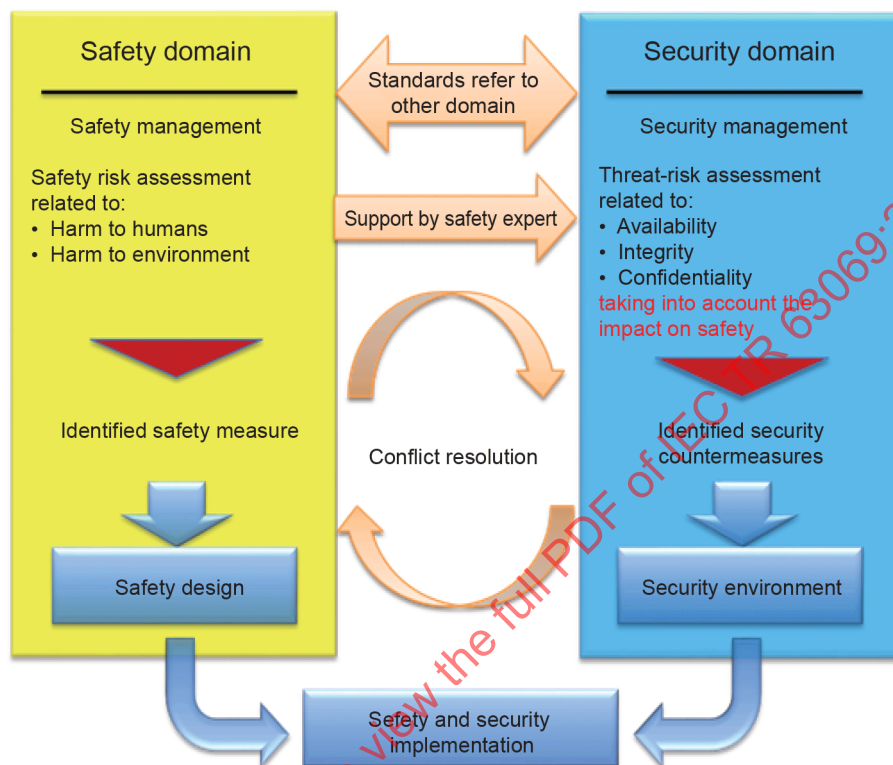 Safety domain
Safety management
Safety risk assessment
related to:
• Harm to humans
• Harm to environment
Identified safety measure
Safety design
Standards refer to
other domain
Support by safety expert
Conflict resolution
Security domain
Security management
Threat-risk assessment
related to:
• Availability
• Integrity
• Confidentiality
taking into account the
impact on safety
Identified security
countermeasures
Security environment
Safety and security
implementation
view the full PDF of IEC TR 63069: